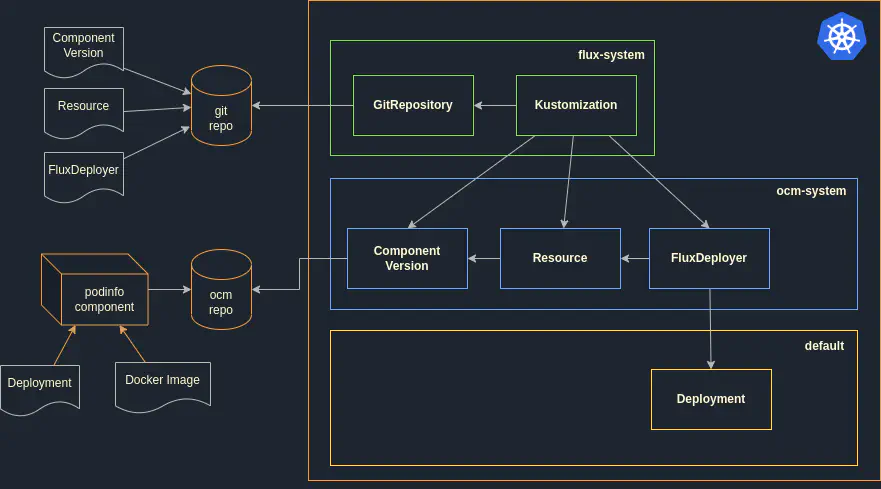 Component
Version
Resource
FluxDeployer
git
repo
flux-system
GitRepository
Kustomization
ocm-system
Component
Version
Resource
FluxDeployer
podinfo
component
ocm
repo
Deployment
Docker Image
default
Deployment